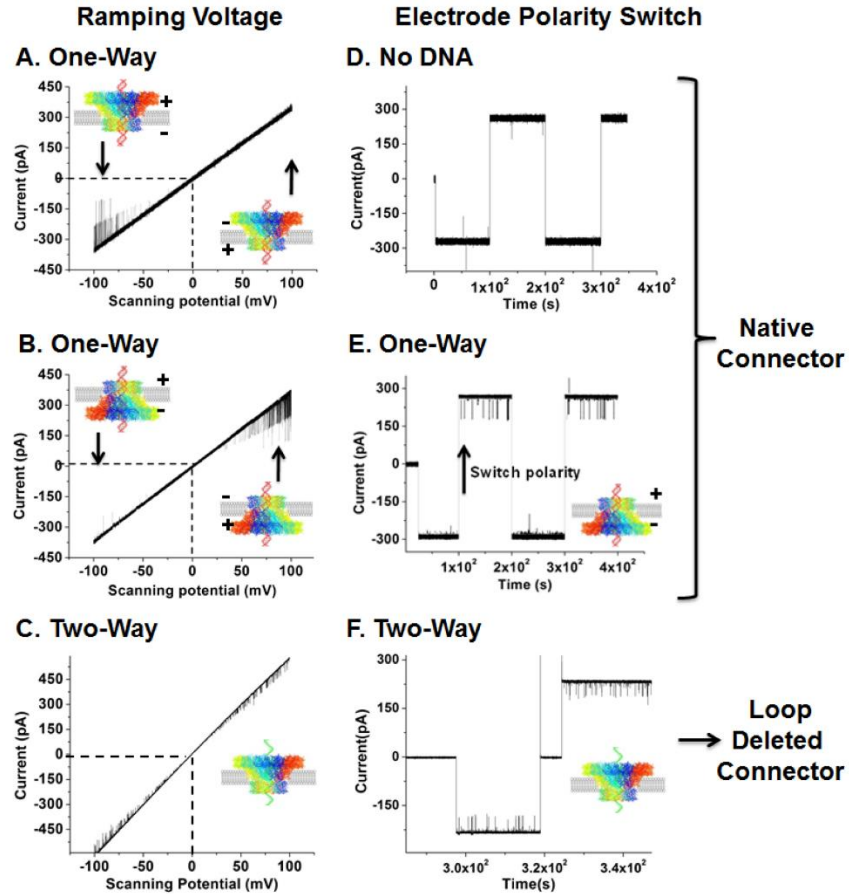 Ramping Voltage
Electrode Polarity Switch
A. One-Way
450
300
150
0
-150
-300
450
Current (pA)
+
-
-
+
-100
-50
0
50
100
Scanning potential (mV)
D. No DNA
300
150
0
-150
-300
Current(pA)
0
1x10²
2x10²
3x10²
4x10²
Time (s)
B. One-Way
450
300
150
0
-150
-300
-450
Current (pA)
+
-
-
+
-100
-50
0
50
100
Scanning potential (mV)
E. One-Way
300
150
0
-150
-300
Current (pA)
Switch polarity
+
-
1x10²
2x10²
3x10²
4x10²
Time (s)
Native
Connector
C. Two-Way
450
300
150
0
-150
-300
-450
Current (pA)
-100
-50
0
50
100
Scanning Potential (mV)
F. Two-Way
300
150
0
-150
Current(pA)
3.0x10²
3.2x10²
3.4x10²
Time(s)
Loop
Deleted
Connector